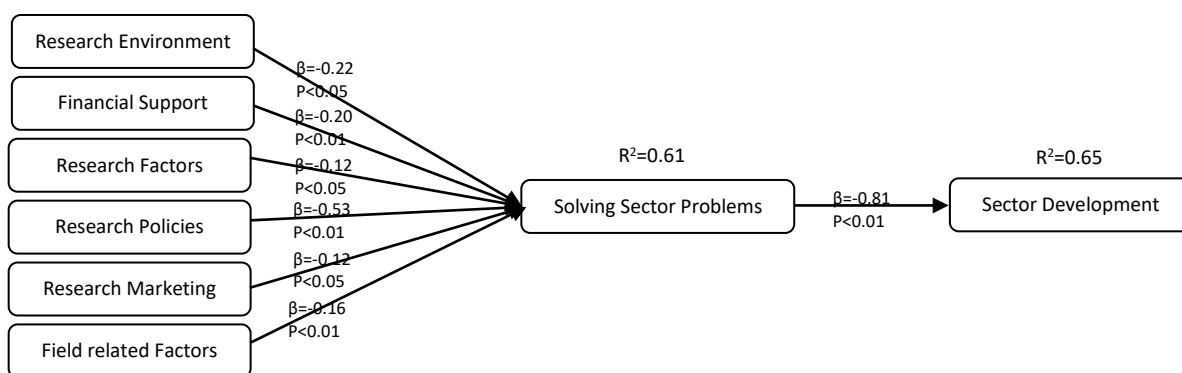 Research Environment
β=-0.22
P<0.05
Financial Support
β=-0.20
P<0.01
Research Factors
β=-0.12
P<0.05
Research Policies
β=-0.53
P<0.01
Research Marketing
β=-0.12
P<0.05
Field related Factors
β=-0.16
P<0.01
R²=0.61
Solving Sector Problems
β=-0.81
P<0.01
R²=0.65
Sector Development